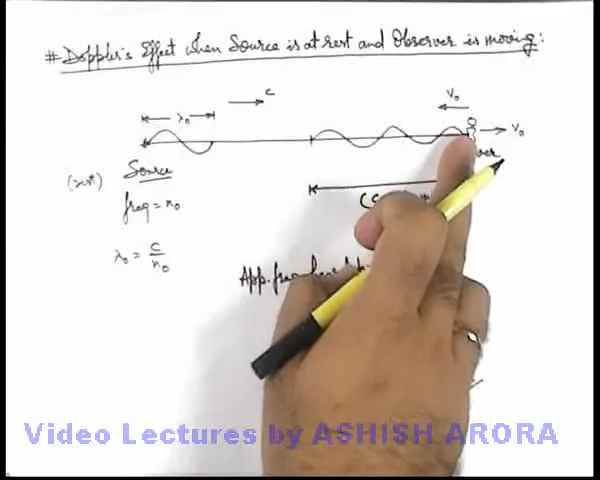 # Doppler's Effect when Source is at rest and Observer is moving:
c
λ₀
V₀
V₀
(rest) Source
freq = n₀
λ₀ = c/n₀
Video Lectures by ASHISH ARORA